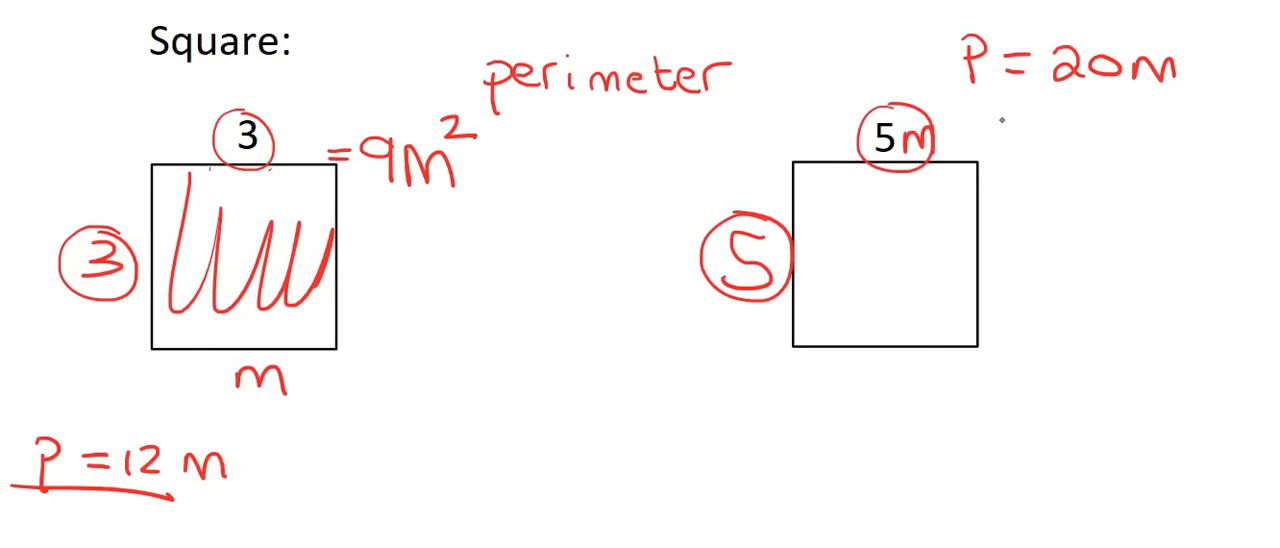 Square:
perimeter
P = 20m
3
= 9m²
5m
3
5
m
P = 12 m